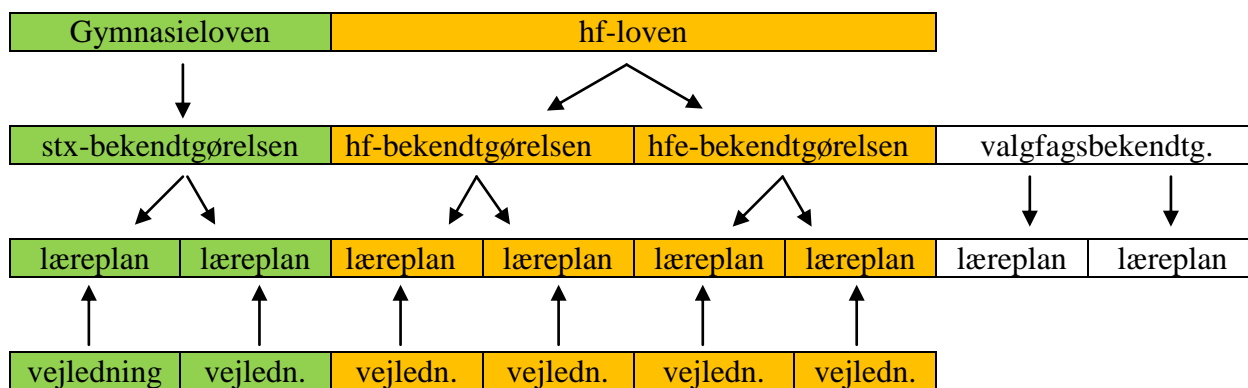 Gymnasieloven hf-loven
stx-bekendtgørelsen hf-bekendtgørelsen hfe-bekendtgørelsen valgfagsbekendtg.
læreplan læreplan læreplan læreplan læreplan læreplan læreplan læreplan
vejledning vejledn. vejledn. vejledn. vejledn. vejledn.